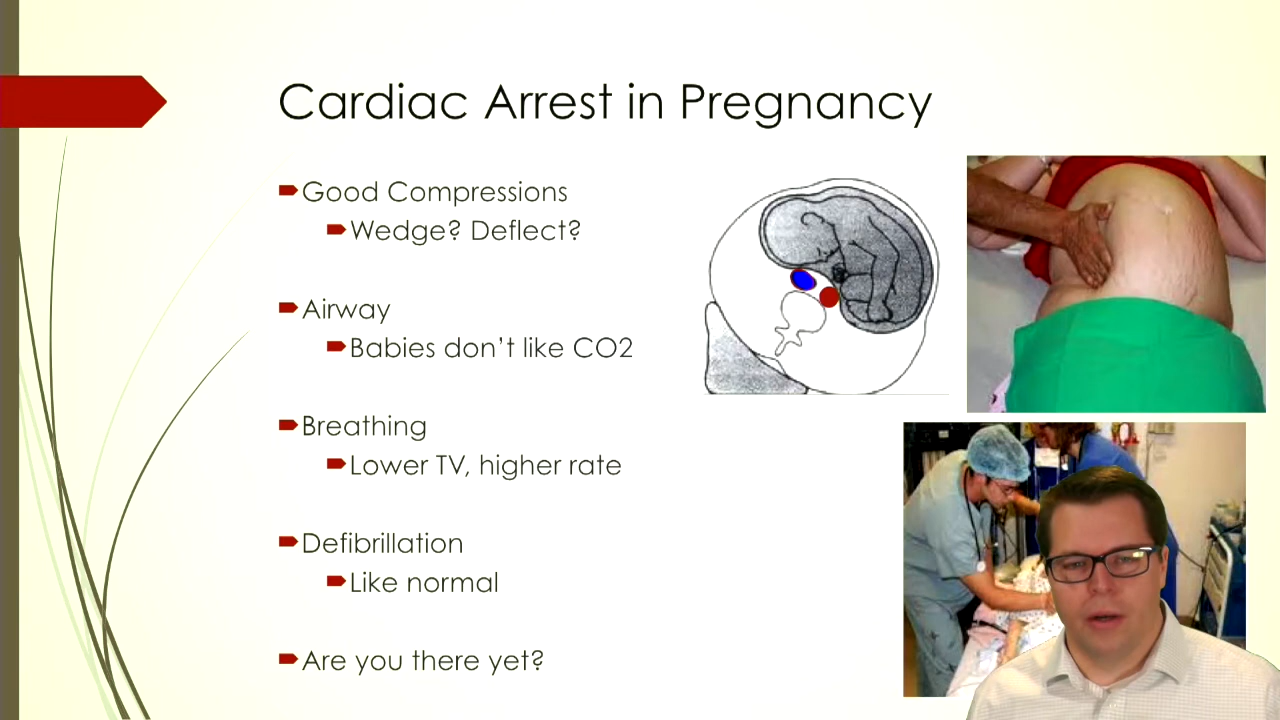 Cardiac Arrest in Pregnancy
Good Compressions
Wedge? Deflect?
Airway
Babies don't like CO2
Breathing
Lower TV, higher rate
Defibrillation
Like normal
Are you there yet?